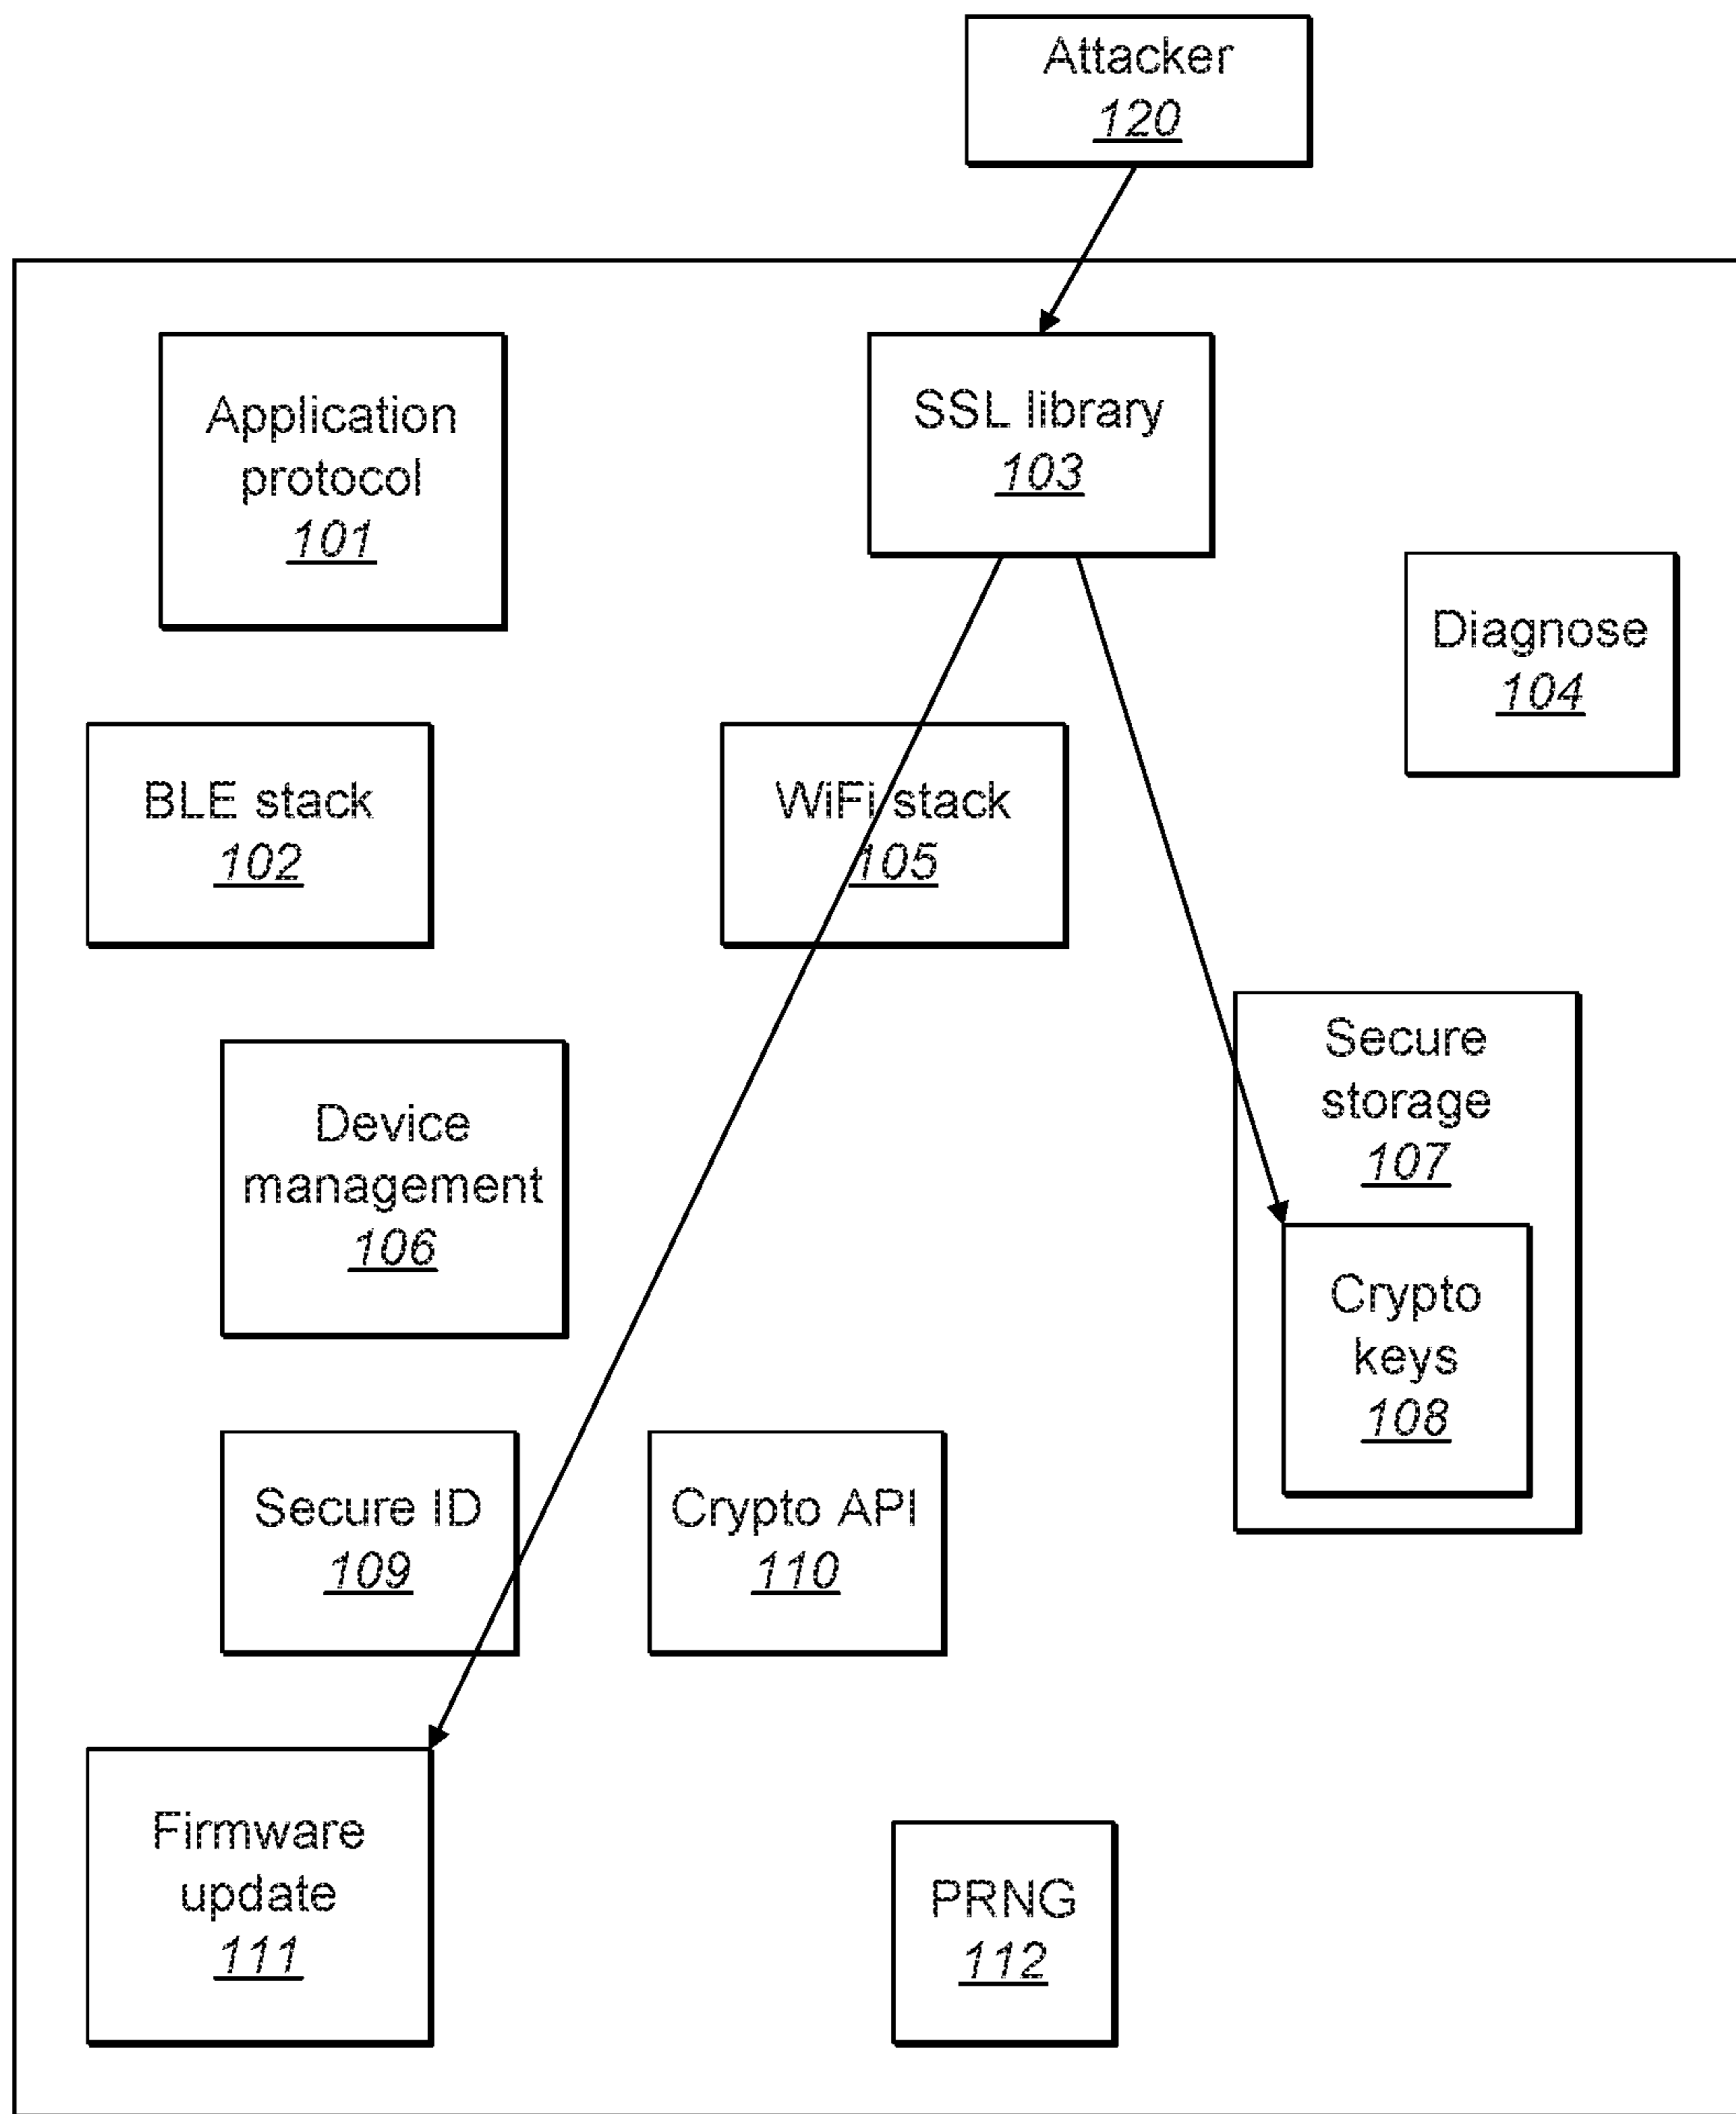 Attacker
120
Application
protocol
101
SSL library
103
Diagnose
104
BLE stack
102
WiFi stack
105
Device
management
106
Secure
storage
107
Crypto
keys
108
Secure ID
109
Crypto API
110
Firmware
update
111
PRNG
112